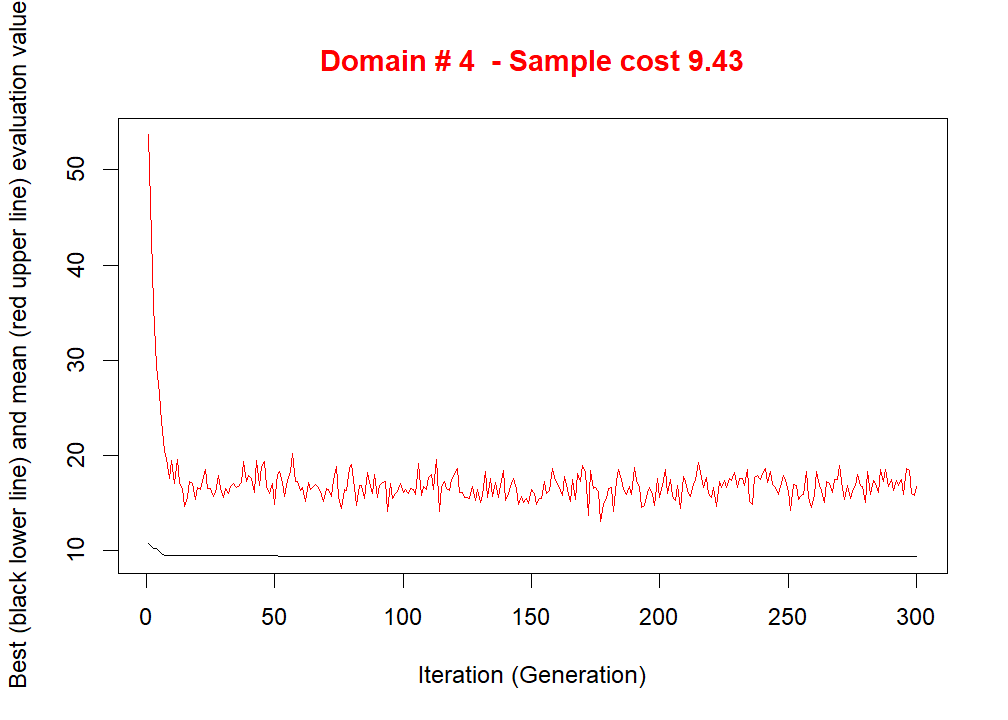 Domain # 4  - Sample cost 9.43
Best (black lower line) and mean (red upper line) evaluation value
50
40
30
20
10
0 50 100 150 200 250 300
Iteration (Generation)